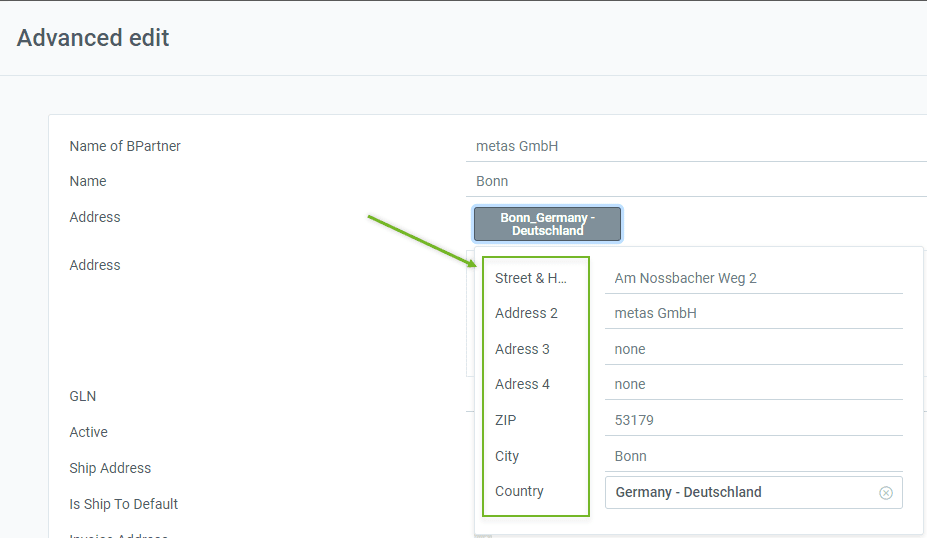 Advanced edit
Name of BPartner metas GmbH
Name Bonn
Address Bonn_Germany -
Deutschland
Address
Street & H... Am Nossbacher Weg 2
Address 2 metas GmbH
Adress 3 none
Adress 4 none
ZIP 53179
City Bonn
Country Germany - Deutschland
GLN
Active
Ship Address
Is Ship To Default
Invoice Address